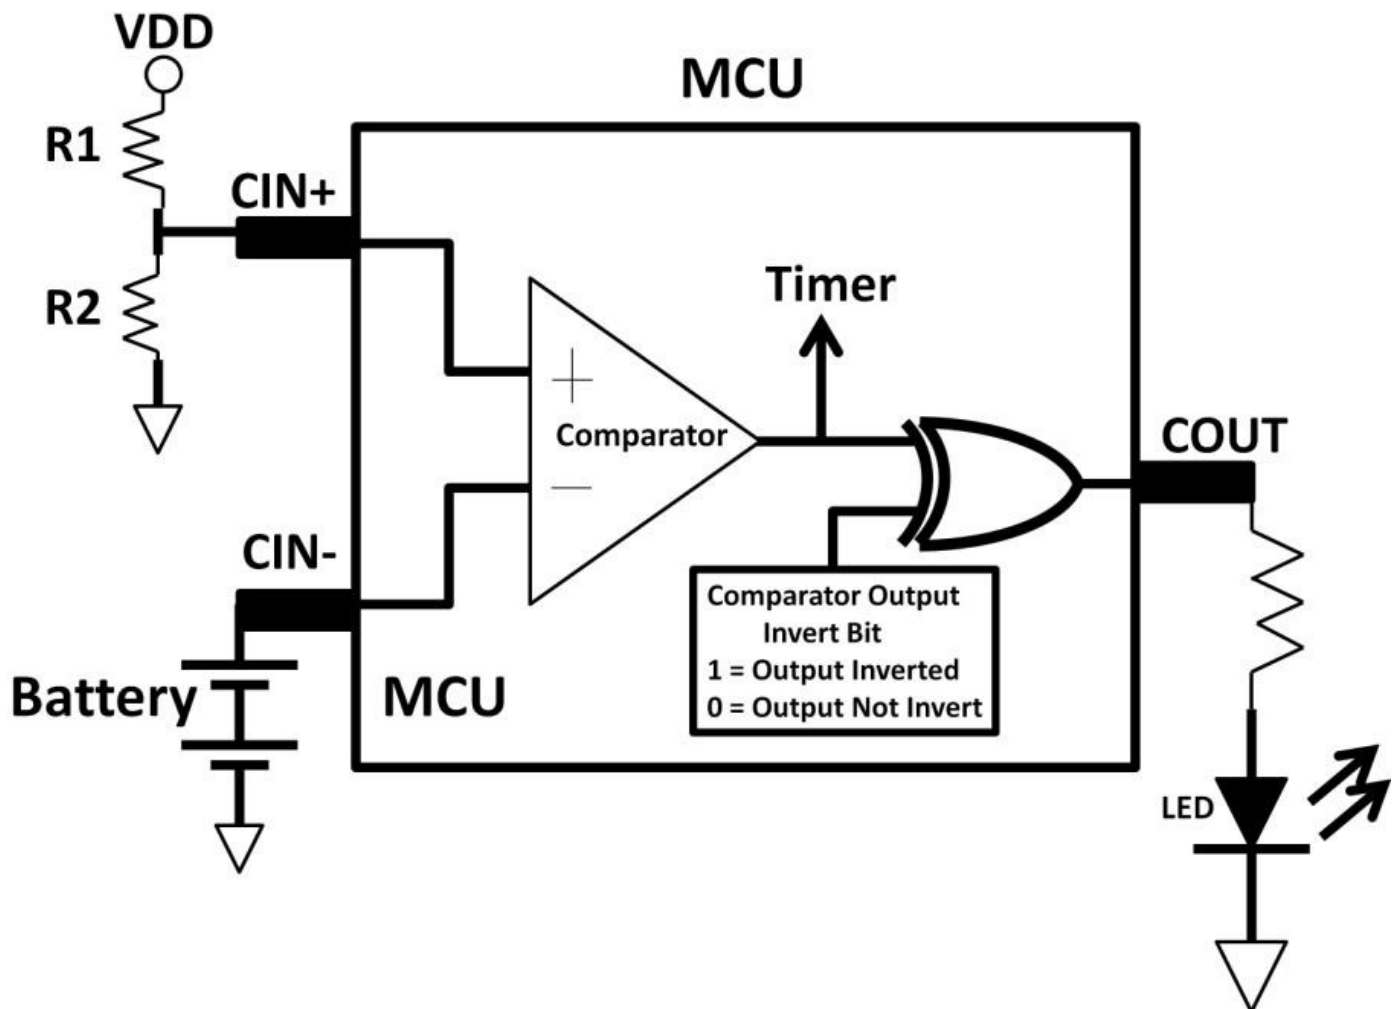 VDD
MCU
R1
CIN+
R2
Timer
+
Comparator
−
COUT
CIN-
Comparator Output
Invert Bit
1 = Output Inverted
0 = Output Not Invert
Battery
MCU
LED